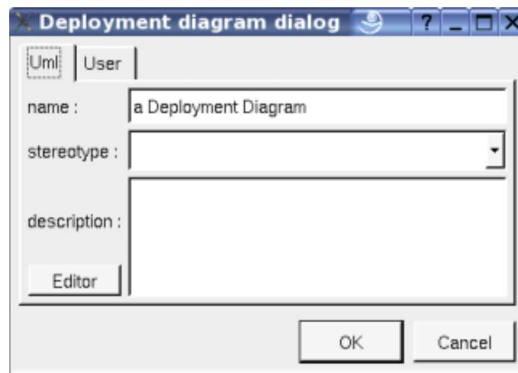 Deployment diagram dialog ?
Uml User
name : a Deployment Diagram
stereotype :
description :
Editor
OK Cancel